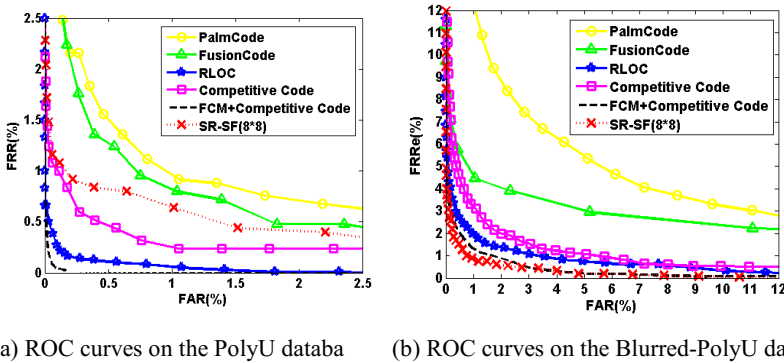 2.5
2
1.5
1
0.5
0
0
0.5
1
1.5
2
2.5
FRR(%)
FAR(%)
PalmCode
FusionCode
RLOC
Competitive Code
FCM+Competitive Code
SR-SF(8*8)
12
11
10
9
8
7
6
5
4
3
2
1
0
0
1
2
3
4
5
6
7
8
9
10
11
12
FRRe(%)
FAR(%)
PalmCode
FusionCode
RLOC
Competitive Code
FCM+Competitive Code
SR-SF(8*8)
a) ROC curves on the PolyU databa
(b) ROC curves on the Blurred-PolyU da